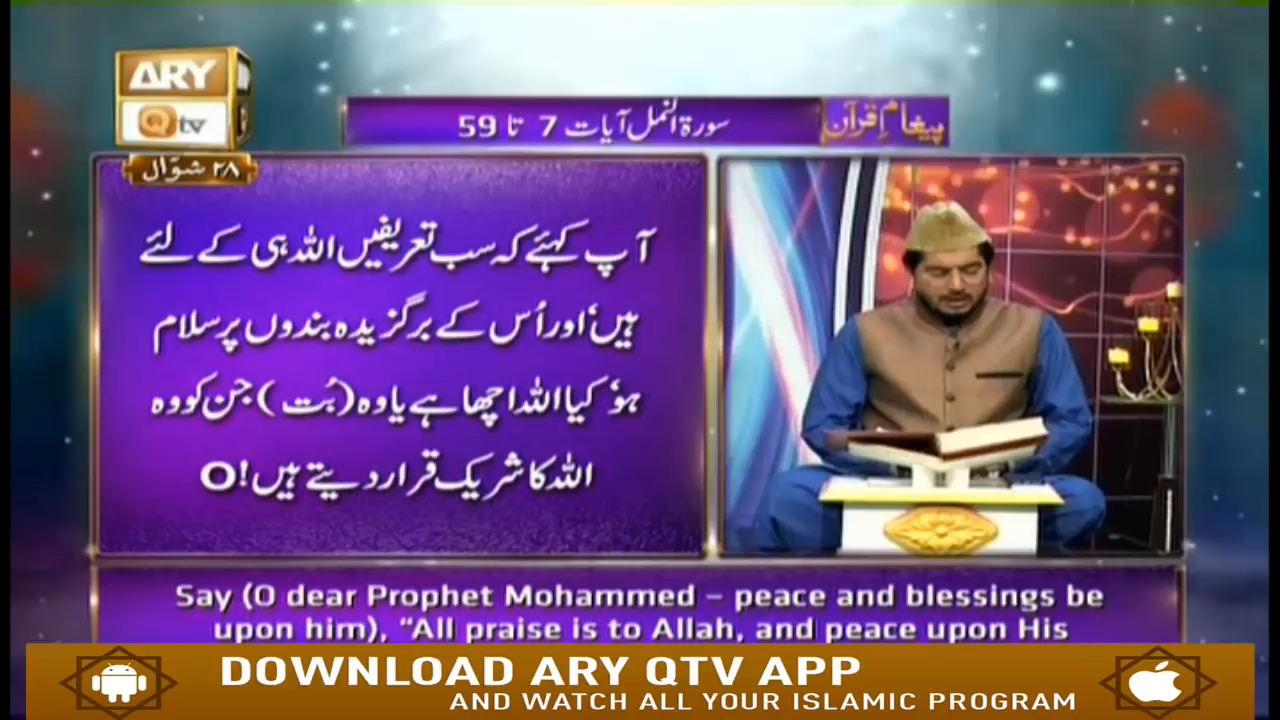 ARY
Qtv
پیغامِ قرآن
سورۃ النمل آیات 7 تا 59
۲۸ شوّال
آپ کہئے کہ سب تعریفیں اللہ ہی کے لئے
ہیں‘ اور اُس کے برگزیدہ بندوں پر سلام
ہو‘ کیا اللہ اچھا ہے یا وہ (بُت) جن کو وہ
اللہ کا شریک قرار دیتے ہیں!O
Say (O dear Prophet Mohammed – peace and blessings be
upon him), “All praise is to Allah, and peace upon His
DOWNLOAD ARY QTV APP
AND WATCH ALL YOUR ISLAMIC PROGRAM